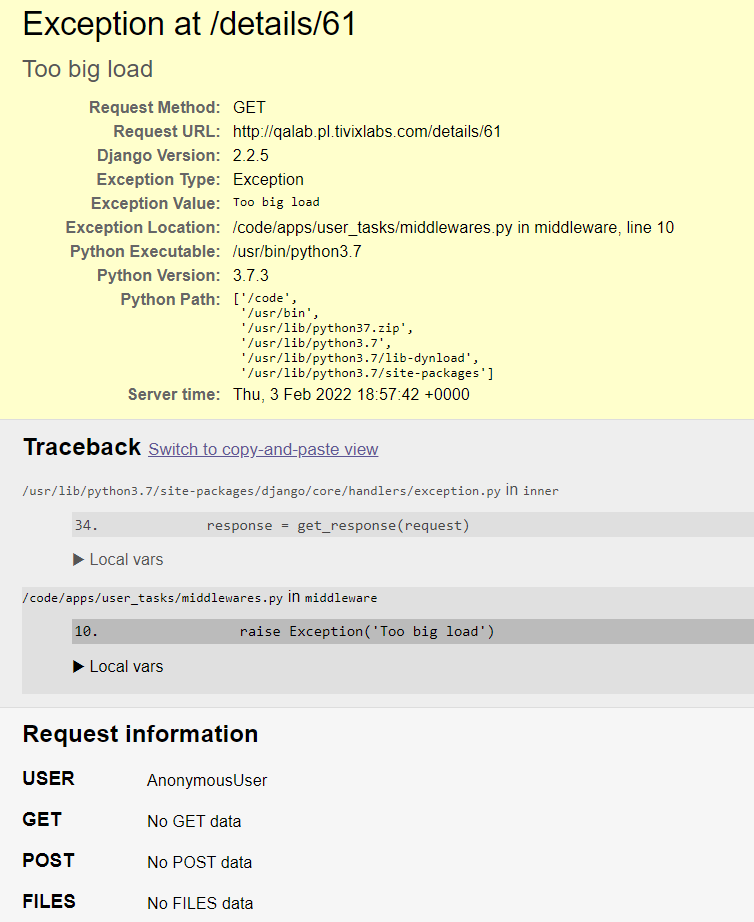 Exception at /details/61
Too big load
Request Method: GET
Request URL: http://qalab.pl.tivixlabs.com/details/61
Django Version: 2.2.5
Exception Type: Exception
Exception Value: Too big load
Exception Location: /code/apps/user_tasks/middlewares.py in middleware, line 10
Python Executable: /usr/bin/python3.7
Python Version: 3.7.3
Python Path: ['/code',
'/usr/bin',
'/usr/lib/python37.zip',
'/usr/lib/python3.7',
'/usr/lib/python3.7/lib-dynload',
'/usr/lib/python3.7/site-packages']
Server time: Thu, 3 Feb 2022 18:57:42 +0000
Traceback Switch to copy-and-paste view
/usr/lib/python3.7/site-packages/django/core/handlers/exception.py in inner
34. response = get_response(request)
▶ Local vars
/code/apps/user_tasks/middlewares.py in middleware
10. raise Exception('Too big load')
▶ Local vars
Request information
USER AnonymousUser
GET No GET data
POST No POST data
FILES No FILES data